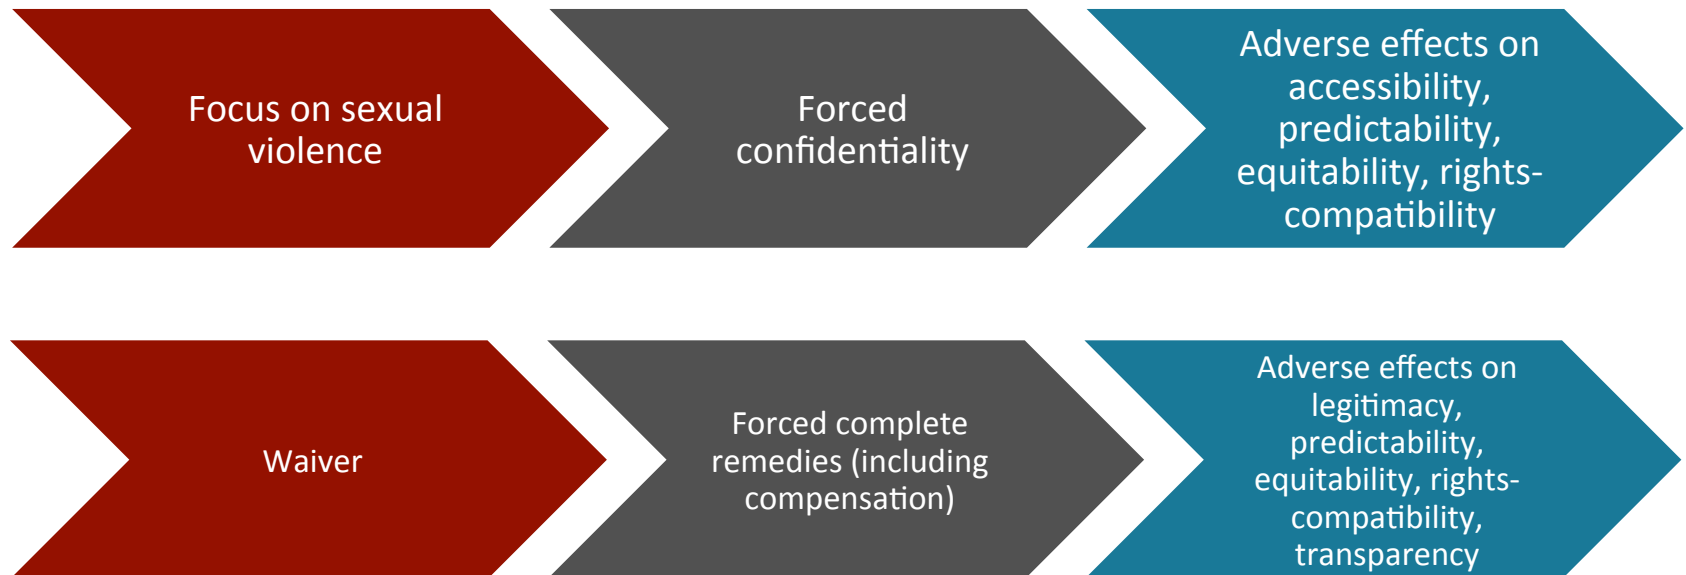 Focus on sexual
violence
Forced
confidentiality
Adverse effects on
accessibility,
predictability,
equitability, rights-
compatibility
Waiver
Forced complete
remedies (including
compensation)
Adverse effects on
legitimacy,
predictability,
equitability, rights-
compatibility,
transparency